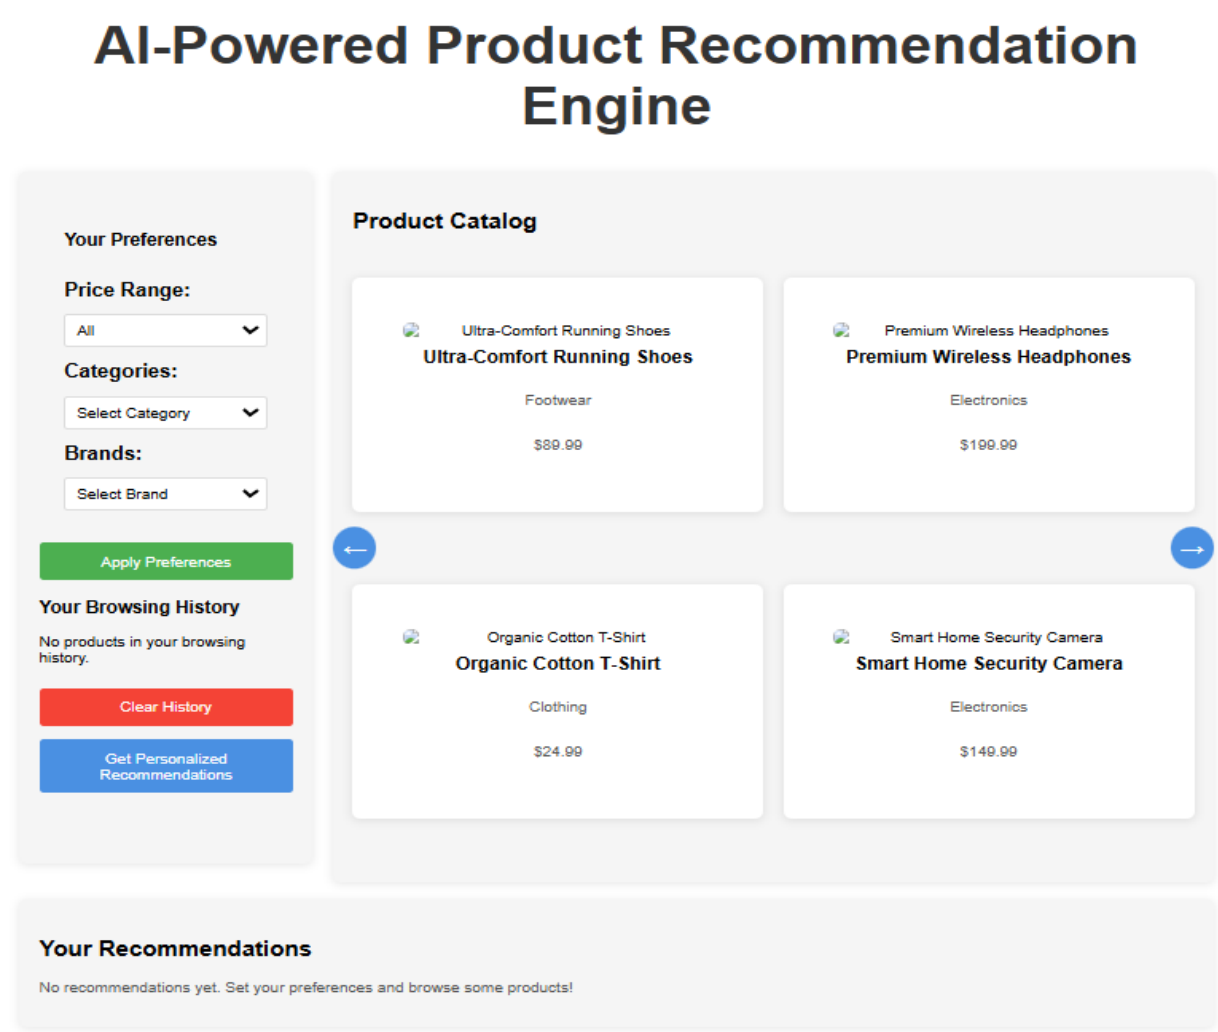 AI-Powered Product Recommendation
Engine
Your Preferences
Price Range:
All
Categories:
Select Category
Brands:
Select Brand
Apply Preferences
Your Browsing History
No products in your browsing
history.
Clear History
Get Personalized
Recommendations
Product Catalog
Ultra-Comfort Running Shoes
Ultra-Comfort Running Shoes
Footwear
$89.99
Premium Wireless Headphones
Premium Wireless Headphones
Electronics
$199.99
←
→
Organic Cotton T-Shirt
Organic Cotton T-Shirt
Clothing
$24.99
Smart Home Security Camera
Smart Home Security Camera
Electronics
$149.99
Your Recommendations
No recommendations yet. Set your preferences and browse some products!